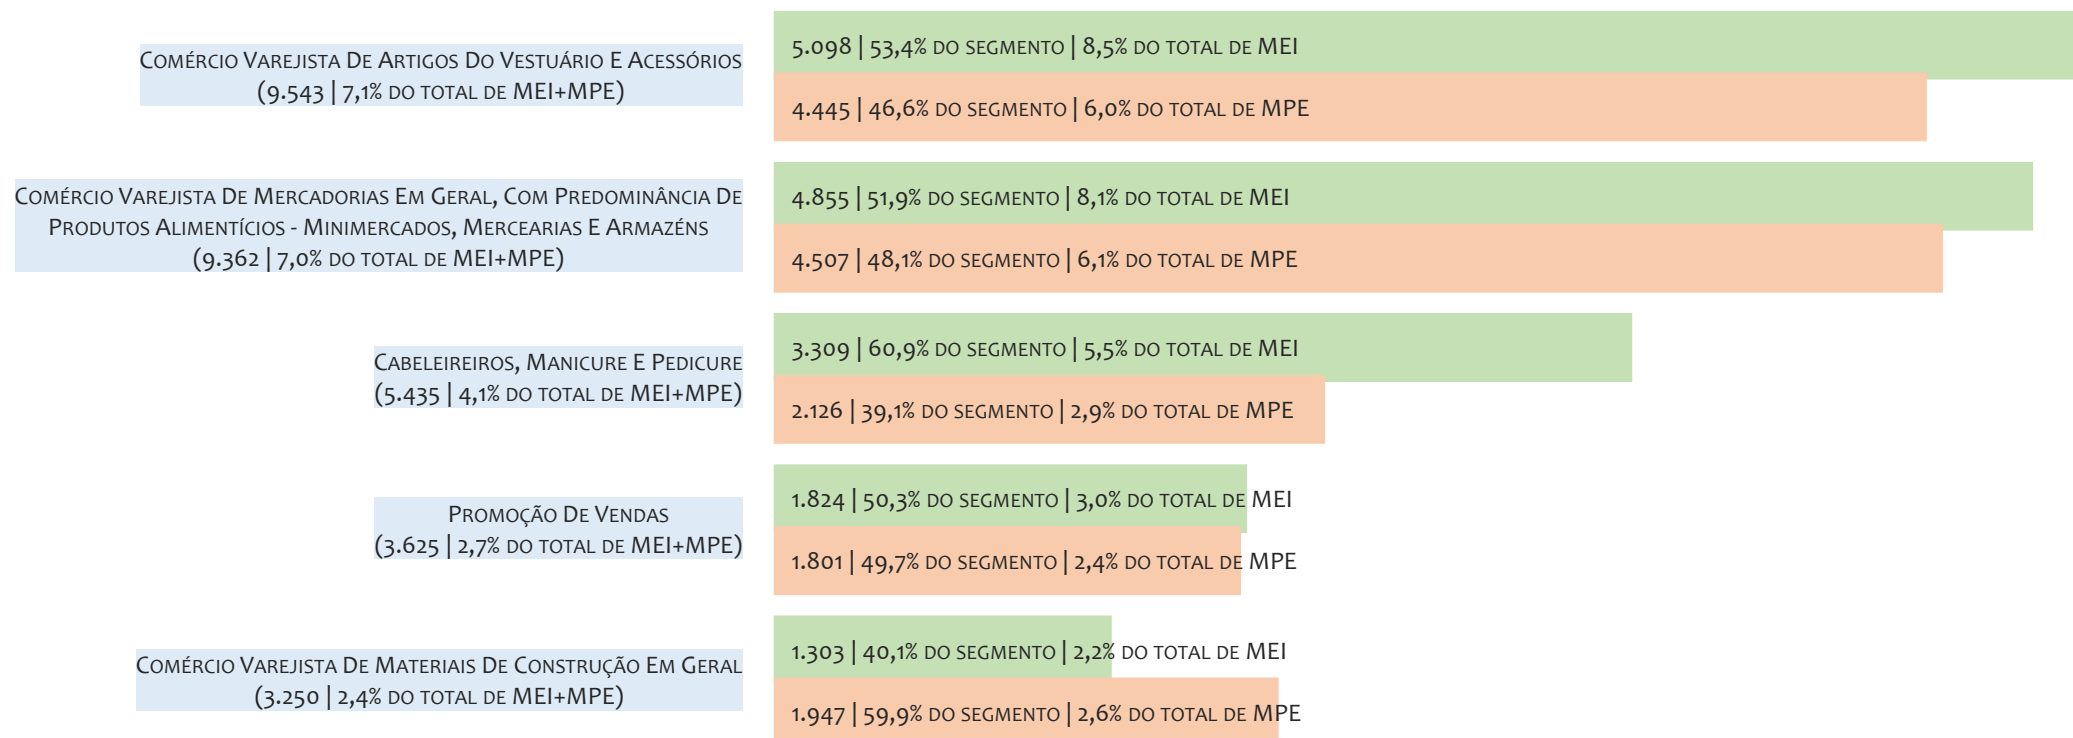 Comércio Varejista De Artigos Do Vestuário E Acessórios
(9.543 | 7,1% do total de MEI+MPE)
5.098 | 53,4% do segmento | 8,5% do total de MEI
4.445 | 46,6% do segmento | 6,0% do total de MPE
Comércio Varejista De Mercadorias Em Geral, Com Predominância De
Produtos Alimentícios - Minimercados, Mercearias E Armazéns
(9.362 | 7,0% do total de MEI+MPE)
4.855 | 51,9% do segmento | 8,1% do total de MEI
4.507 | 48,1% do segmento | 6,1% do total de MPE
Cabeleireiros, Manicure E Pedicure
(5.435 | 4,1% do total de MEI+MPE)
3.309 | 60,9% do segmento | 5,5% do total de MEI
2.126 | 39,1% do segmento | 2,9% do total de MPE
Promoção De Vendas
(3.625 | 2,7% do total de MEI+MPE)
1.824 | 50,3% do segmento | 3,0% do total de MEI
1.801 | 49,7% do segmento | 2,4% do total de MPE
Comércio Varejista De Materiais De Construção Em Geral
(3.250 | 2,4% do total de MEI+MPE)
1.303 | 40,1% do segmento | 2,2% do total de MEI
1.947 | 59,9% do segmento | 2,6% do total de MPE